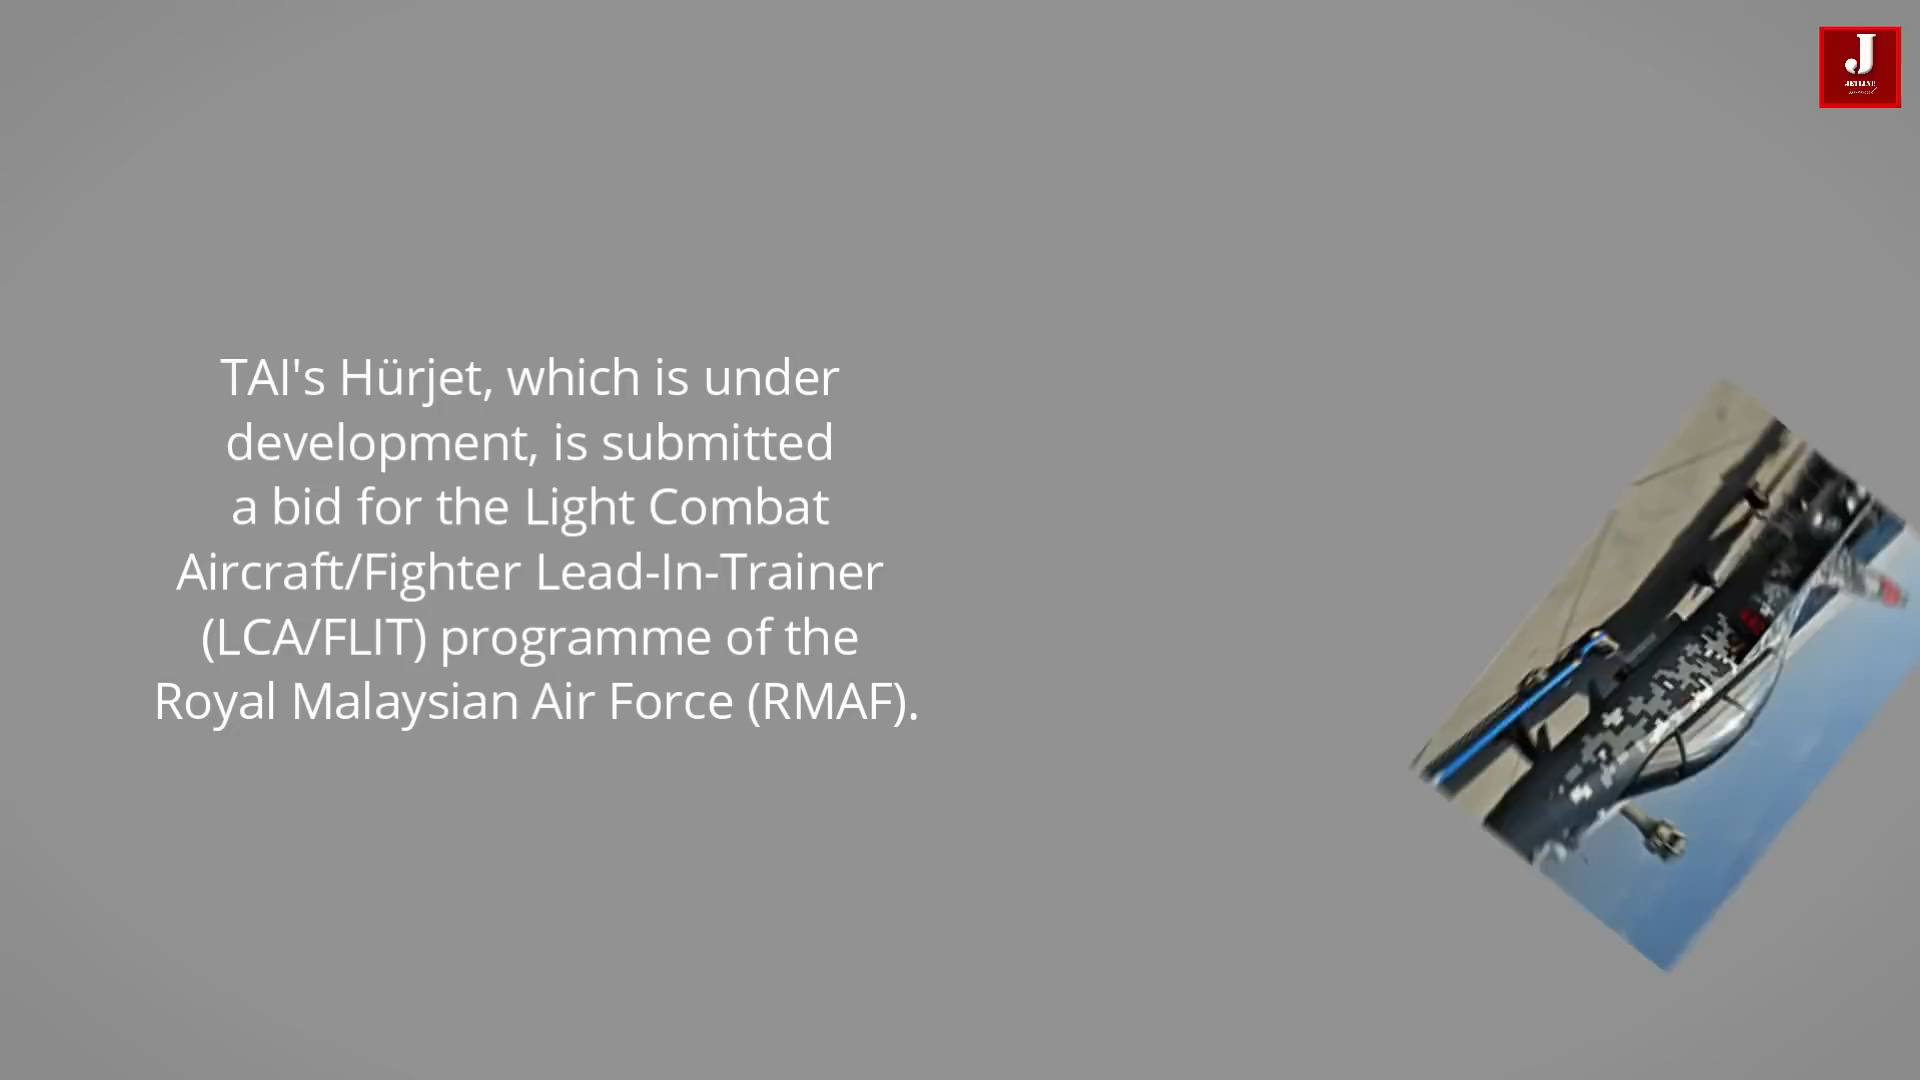 J
JETLINE
TAI's Hürjet, which is under
development, is submitted
a bid for the Light Combat
Aircraft/Fighter Lead-In-Trainer
(LCA/FLIT) programme of the
Royal Malaysian Air Force (RMAF).